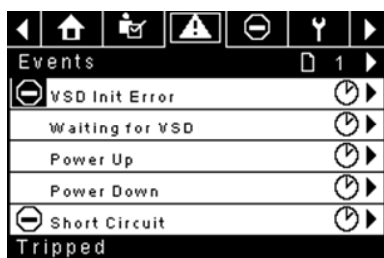 Events 1
VSD Init Error
Waiting for VSD
Power Up
Power Down
Short Circuit
Tripped